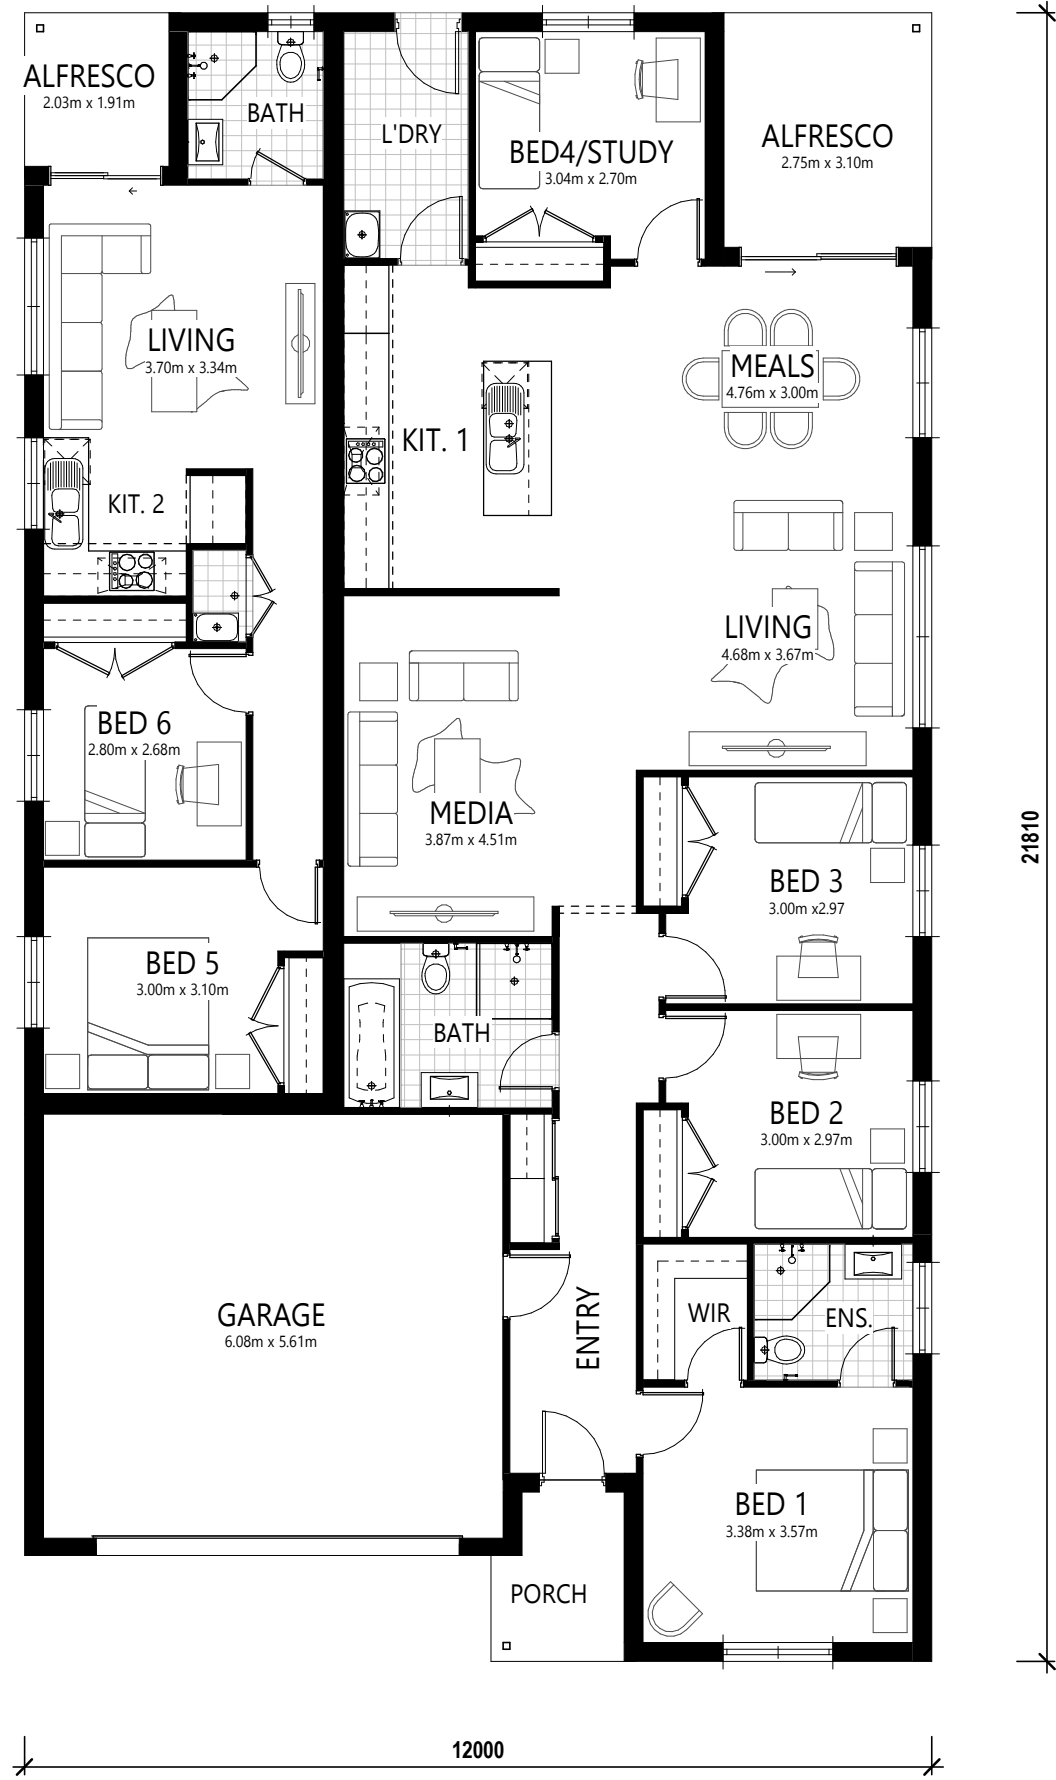 ALFRESCO
2.03m x 1.91m
BATH
L'DRY
BED4/STUDY
3.04m x 2.70m
ALFRESCO
2.75m x 3.10m
LIVING
3.70m x 3.34m
MEALS
4.76m x 3.00m
KIT. 1
KIT. 2
LIVING
4.68m x 3.67m
BED 6
2.80m x 2.68m
MEDIA
3.87m x 4.51m
21810
BED 3
3.00m x2.97
BED 5
3.00m x 3.10m
BATH
BED 2
3.00m x 2.97m
GARAGE
6.08m x 5.61m
ENTRY
WIR
ENS.
BED 1
3.38m x 3.57m
PORCH
12000